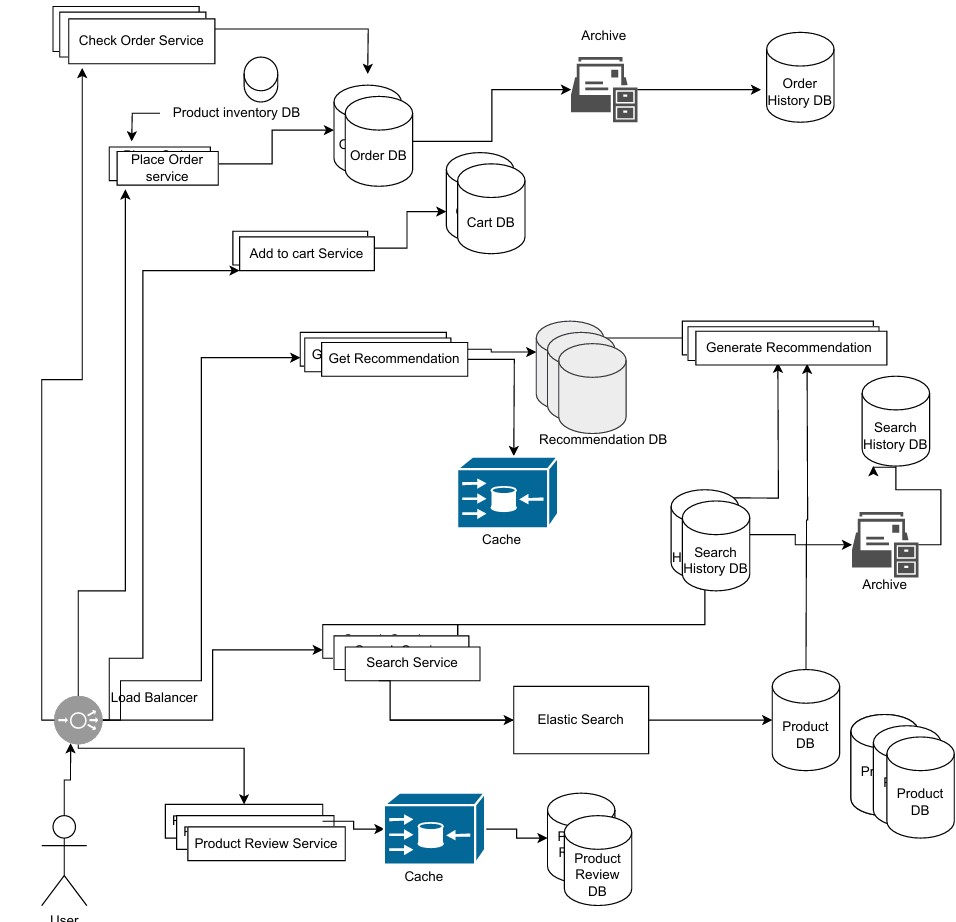 Check Order Service
Archive
Order
History DB
Product inventory DB
Place Order
service
Order DB
Cart DB
Add to cart Service
G
Get Recommendation
Generate Recommendation
Recommendation DB
Search
History DB
Cache
H
Search
History DB
Archive
Search Service
Load Balancer
Elastic Search
Product
DB
Pr
Product
DB
Product Review Service
Cache
Product
Review
DB
User